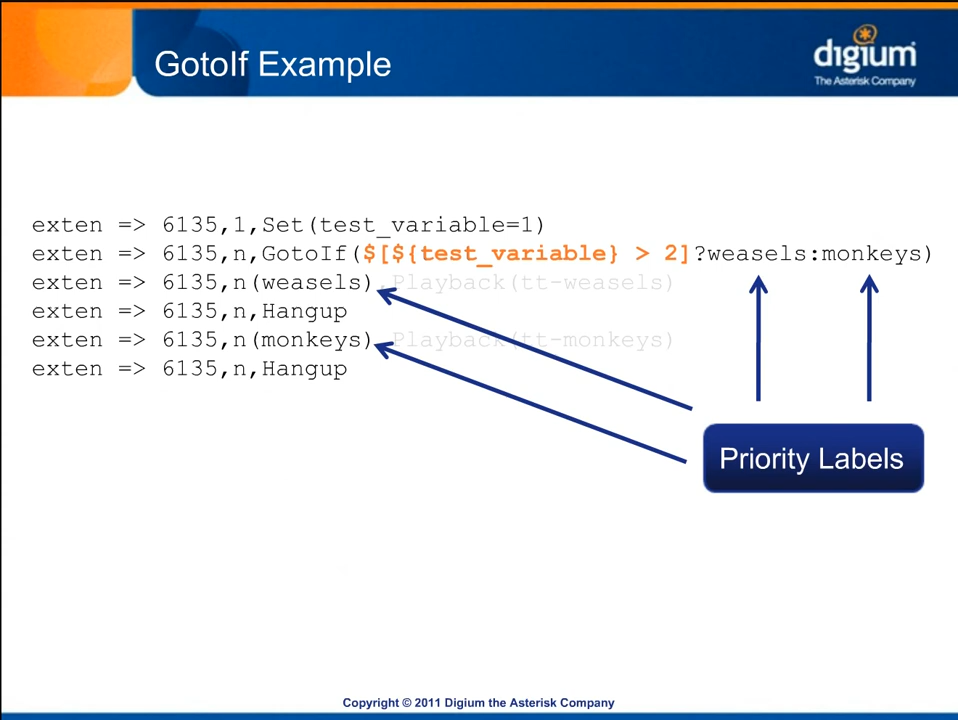 GotoIf Example
digium
The Asterisk Company
exten => 6135,1,Set(test_variable=1)
exten => 6135,n,GotoIf($[${test_variable} > 2]?weasels:monkeys)
exten => 6135,n(weasels),Playback(tt-weasels)
exten => 6135,n,Hangup
exten => 6135,n(monkeys),Playback(tt-monkeys)
exten => 6135,n,Hangup
Priority Labels
Copyright © 2011 Digium the Asterisk Company